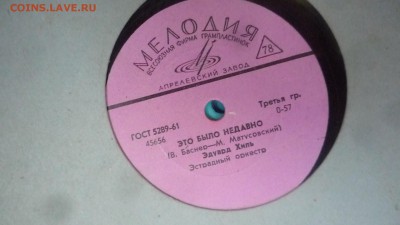 COINS.LAVE.RU
МЕЛОДИЯ
ВСЕСОЮЗНАЯ ФИРМА ГРАМПЛАСТИНОК
78
АПРЕЛЕВСКИЙ ЗАВОД
ГОСТ 5289-61
Третья гр.
45656
0-57
ЭТО БЫЛО НЕДАВНО
(В. Баснер—М. Матусовский)
Эдуард Хиль
Эстрадный оркестр